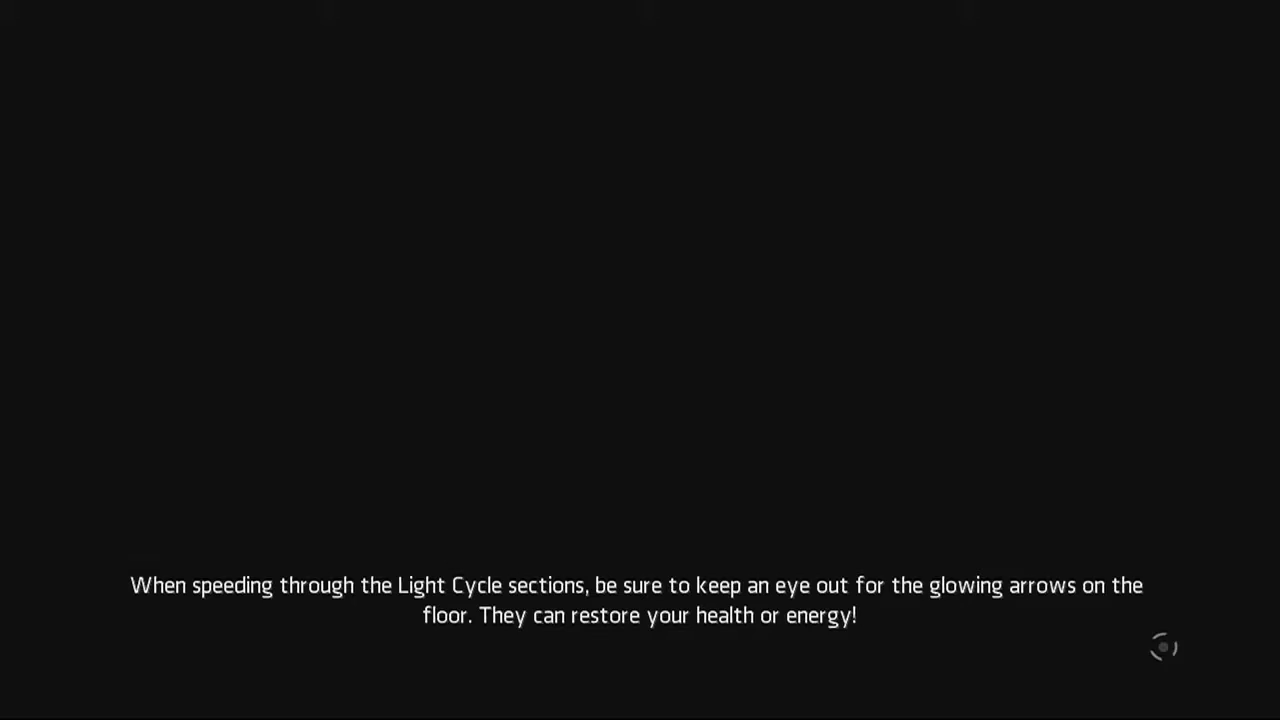 When speeding through the Light Cycle sections, be sure to keep an eye out for the glowing arrows on the
floor. They can restore your health or energy!